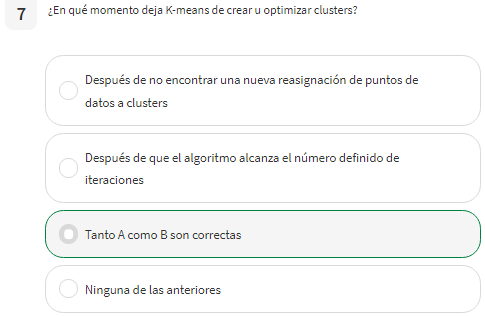 7 ¿En qué momento deja K-means de crear u optimizar clusters?
Después de no encontrar una nueva reasignación de puntos de
datos a clusters
Después de que el algoritmo alcanza el número definido de
iteraciones
Tanto A como B son correctas
Ninguna de las anteriores